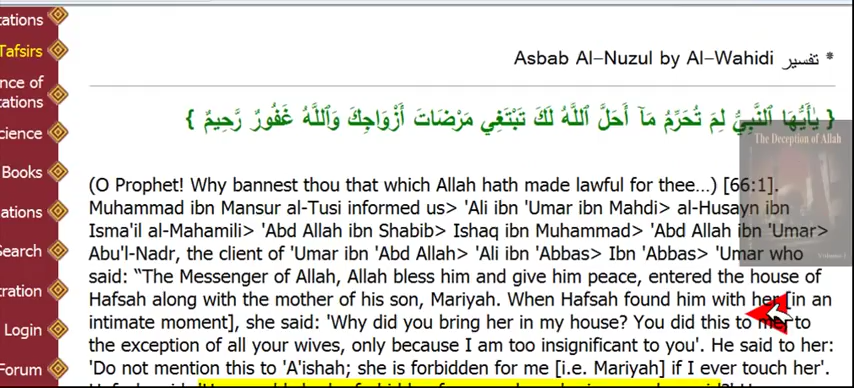 tations
Tafsirs
nce of
tations
cience
Books
ations
Search
tration
Login
Forum
* تفسير Asbab Al-Nuzul by Al-Wahidi
{ يٰأَيُّهَا ٱلنَّبِيُّ لِمَ تُحَرِّمُ مَآ أَحَلَّ ٱللَّهُ لَكَ تَبْتَغِي مَرْضَاتَ أَزْوَاجِكَ وَٱللَّهُ غَفُورٌ رَّحِيمٌ }
The Deception of Allah
(O Prophet! Why bannest thou that which Allah hath made lawful for thee…) [66:1].
Muhammad ibn Mansur al-Tusi informed us> 'Ali ibn 'Umar ibn Mahdi> al-Husayn ibn
Isma'il al-Mahamili> 'Abd Allah ibn Shabib> Ishaq ibn Muhammad> 'Abd Allah ibn 'Umar>
Abu'l-Nadr, the client of 'Umar ibn 'Abd Allah> 'Ali ibn 'Abbas> Ibn 'Abbas> 'Umar who
said: “The Messenger of Allah, Allah bless him and give him peace, entered the house of
Hafsah along with the mother of his son, Mariyah. When Hafsah found him with her [in an
intimate moment], she said: 'Why did you bring her in my house? You did this to me, to
the exception of all your wives, only because I am too insignificant to you'. He said to her:
'Do not mention this to 'A'ishah; she is forbidden for me [i.e. Mariyah] if I ever touch her'.